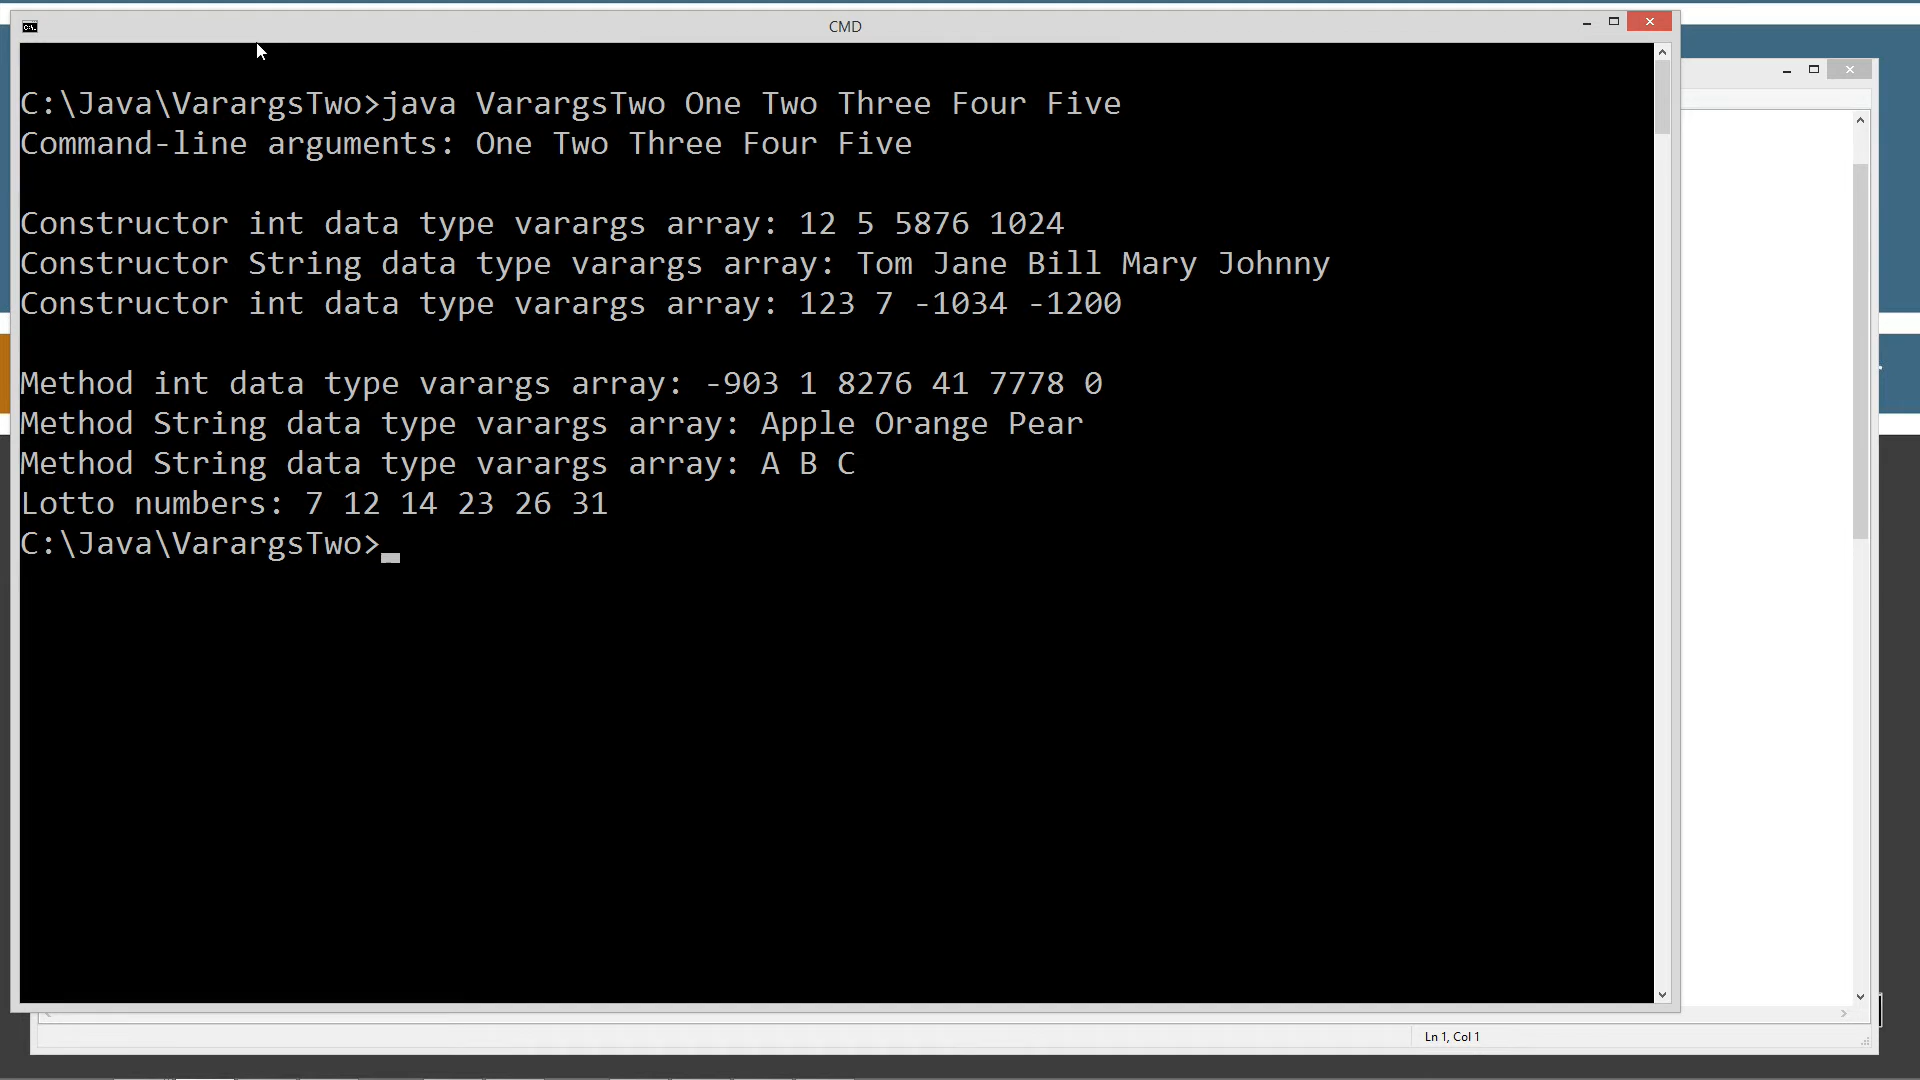 CMD
C:\Java\VarargsTwo>java VarargsTwo One Two Three Four Five
Command-line arguments: One Two Three Four Five
Constructor int data type varargs array: 12 5 5876 1024
Constructor String data type varargs array: Tom Jane Bill Mary Johnny
Constructor int data type varargs array: 123 7 -1034 -1200
Method int data type varargs array: -903 1 8276 41 7778 0
Method String data type varargs array: Apple Orange Pear
Method String data type varargs array: A B C
Lotto numbers: 7 12 14 23 26 31
C:\Java\VarargsTwo>
Ln 1, Col 1